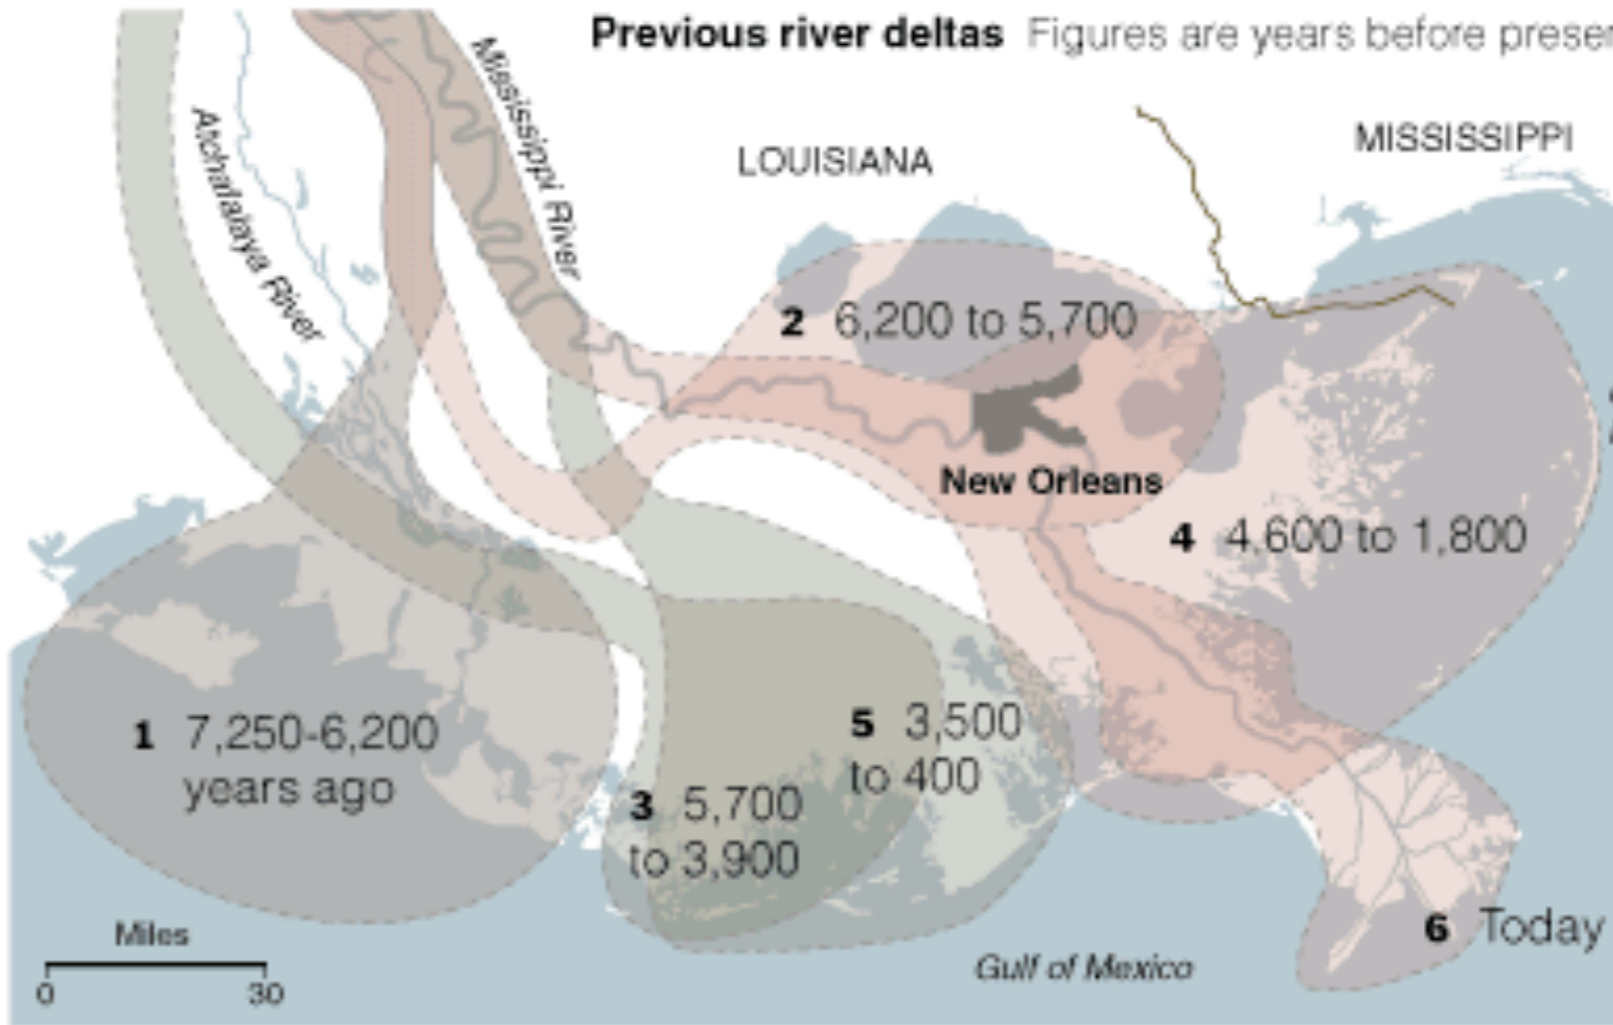 Previous river deltas Figures are years before presen
Mississippi River
Atchafalaya River
LOUISIANA
MISSISSIPPI
2 6,200 to 5,700
New Orleans
4 4,600 to 1,800
1 7,250-6,200
years ago
5 3,500
to 400
3 5,700
to 3,900
6 Today
Miles
0 30
Gulf of Mexico